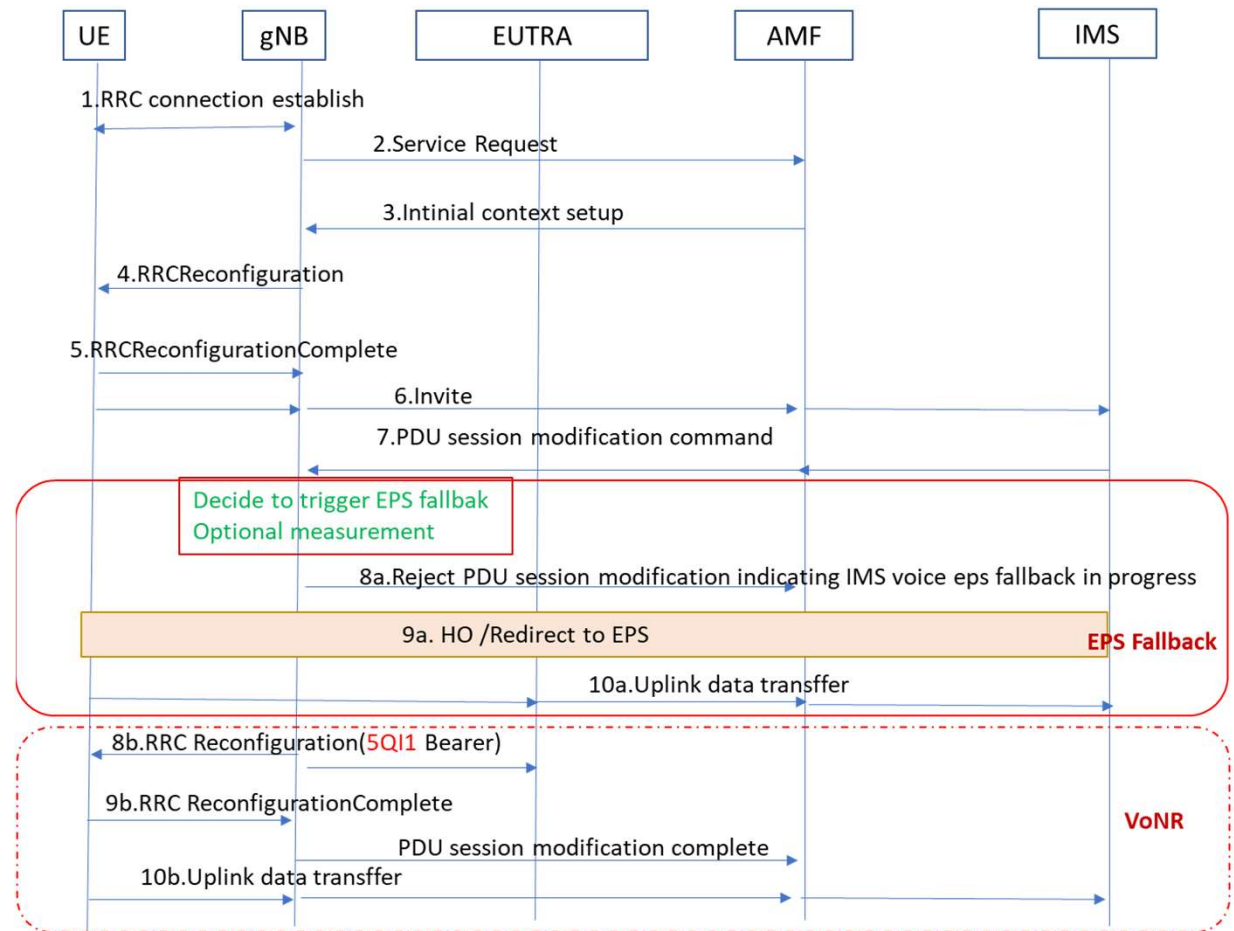 UE
gNB
EUTRA
AMF
IMS
1.RRC connection establish
2.Service Request
3.Intinial context setup
4.RRCReconfiguration
5.RRCReconfigurationComplete
6.Invite
7.PDU session modification command
Decide to trigger EPS fallbak
Optional measurement
8a.Reject PDU session modification indicating IMS voice eps fallback in progress
9a. HO /Redirect to EPS
EPS Fallback
10a.Uplink data transffer
8b.RRC Reconfiguration(5QI1 Bearer)
9b.RRC ReconfigurationComplete
VoNR
PDU session modification complete
10b.Uplink data transffer